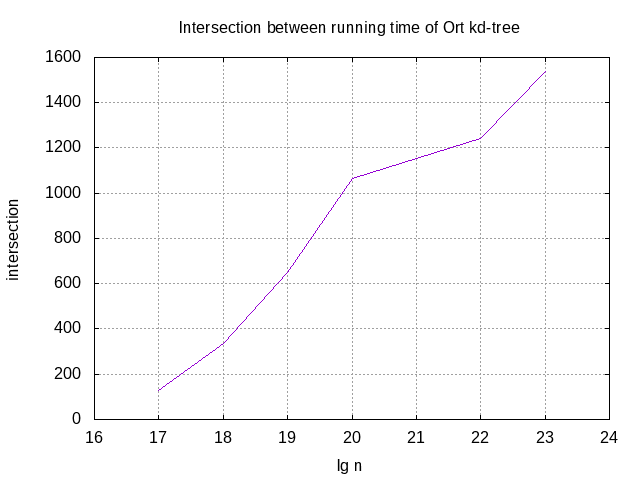 Intersection between running time of Ort kd-tree
1600
1400
1200
1000
800
600
400
200
0
16 17 18 19 20 21 22 23 24
intersection
lg n